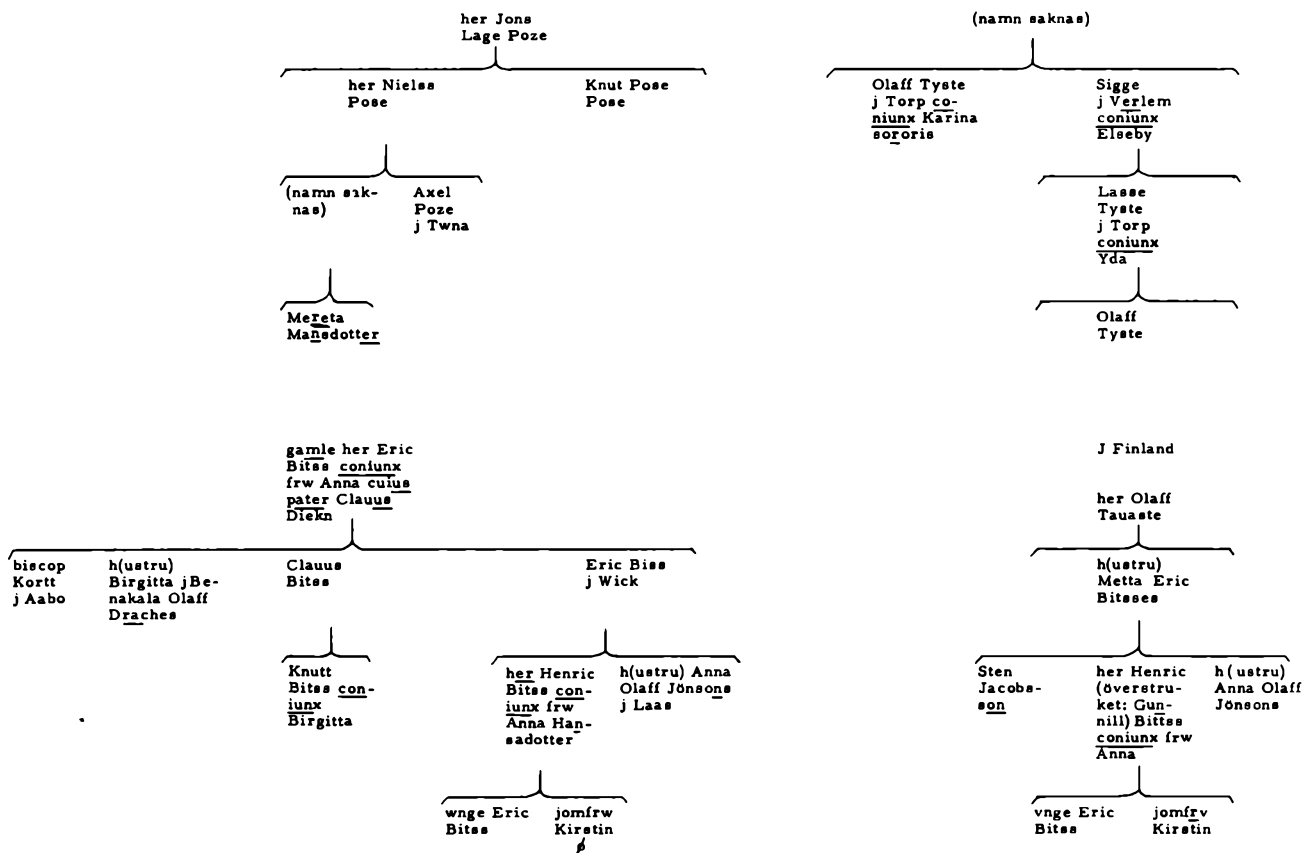 her Jons
Lage Poze
(namn saknas)
her Nielss
Pose
Knut Pose
Pose
Olaff Tyste
j Torp co-
niunx Karina
sororis
Sigge
j Verlem
coniunx
Elseby
(namn sak-
nas)
Axel
Poze
j Twna
Lasse
Tyste
j Torp
coniunx
Yda
Mereta
Mansdotter
Olaff
Tyste
gamle her Eric
Bitss coniunx
frw Anna cuius
pater Clauus
Diekn
J Finland
her Olaff
Tauaste
biscop
Kortt
j Aabo
h(ustru)
Birgitta jBe-
nakala Olaff
Draches
Clauus
Bitss
Eric Biss
j Wick
h(ustru)
Metta Eric
Bitsses
Knutt
Bitss con-
iunx
Birgitta
her Henric
Bitss con-
iunx frw
Anna Han-
sadotter
h(ustru) Anna
Olaff Jönsons
j Laas
Sten
Jacobs-
son
her Henric
(överstru-
ket: Gun-
nill) Bittss
coniunx frw
Anna
h(ustru)
Anna Olaff
Jönsons
wnge Eric
Bitss
jomfrw
Kirstin
ø
vnge Eric
Bitss
jomfrv
Kirstin